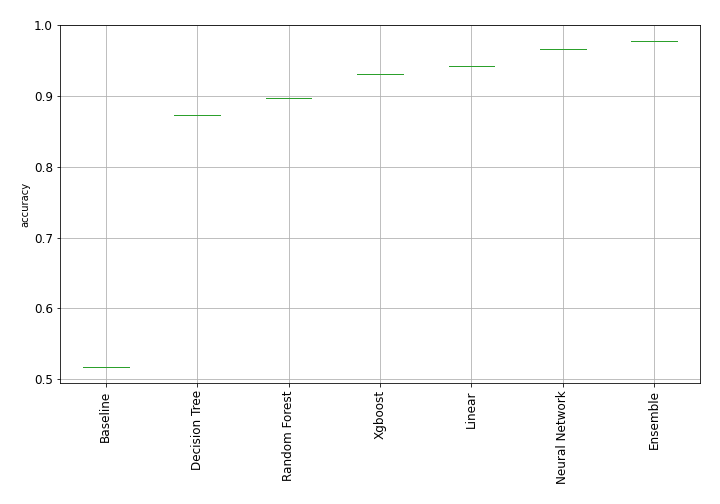 1.0
0.9
0.8
0.7
0.6
0.5
accuracy
Baseline
Decision Tree
Random Forest
Xgboost
Linear
Neural Network
Ensemble